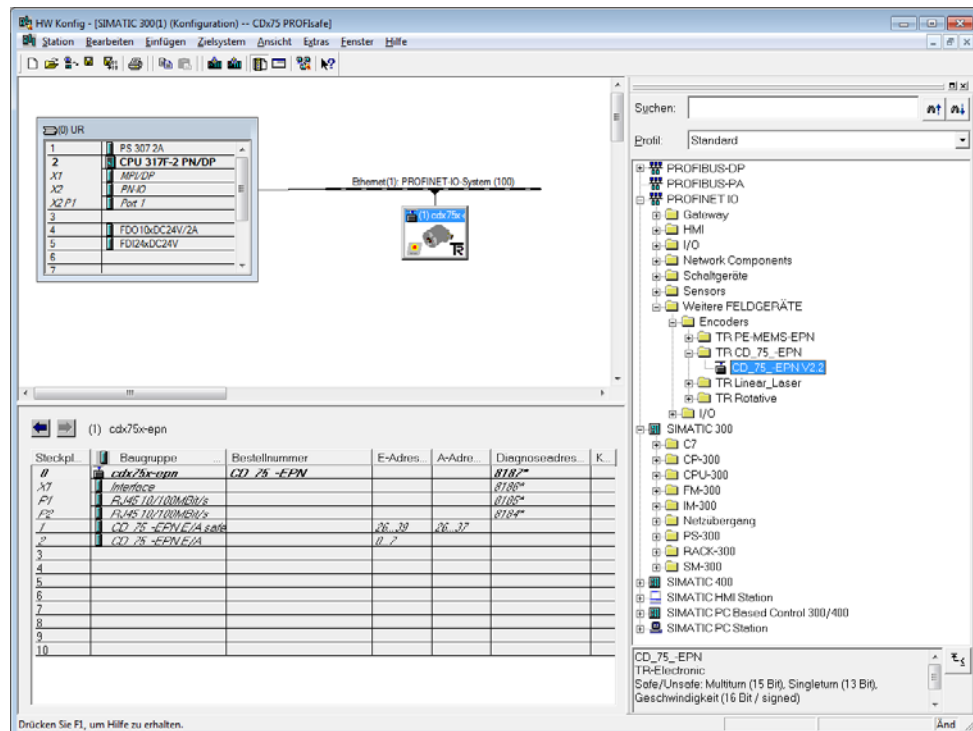 HW Konfig - [SIMATIC 300(1) (Konfiguration) -- CDx75 PROFIsafe]
Station Bearbeiten Einfügen Zielsystem Ansicht Extras Fenster Hilfe
(0) UR
1 PS 307 2A
2 CPU 317F-2 PN/DP
X1 MPI/DP
X2 PN-IO
X2 P1 Port 1
3
4 FDO10xDC24V/2A
5 FDI24xDC24V
6
7
Ethernet(1): PROFINET-IO-System (100)
(1) cdx75x-e
TR
(1) cdx75x-epn
Steckpl... Baugruppe ... Bestellnummer E-Adres... A-Adre... Diagnoseadres... K...
0 cdx75x-epn CD_75_-EPN 8187*
X1 Interface 8186*
P1 RJ45 10/100MBit/s 8185*
P2 RJ45 10/100MBit/s 8184*
1 CD_75_-EPN E/A safe 26...39 26...37
2 CD_75_-EPN E/A 0...7
3
4
5
6
7
8
9
10
Suchen:
Profil: Standard
PROFIBUS-DP
PROFIBUS-PA
PROFINET IO
Gateway
HMI
I/O
Network Components
Schaltgeräte
Sensors
Weitere FELDGERÄTE
Encoders
TR PE-MEMS-EPN
TR CD_75_-EPN
CD_75_-EPN V2.2
TR Linear_Laser
TR Rotative
I/O
SIMATIC 300
C7
CP-300
CPU-300
FM-300
IM-300
Netzübergang
PS-300
RACK-300
SM-300
SIMATIC 400
SIMATIC HMI Station
SIMATIC PC Based Control 300/400
SIMATIC PC Station
CD_75_-EPN
TR-Electronic
Safe/Unsafe: Multiturn (15 Bit), Singleturn (13 Bit),
Geschwindigkeit (16 Bit / signed)
Drücken Sie F1, um Hilfe zu erhalten.
Änd